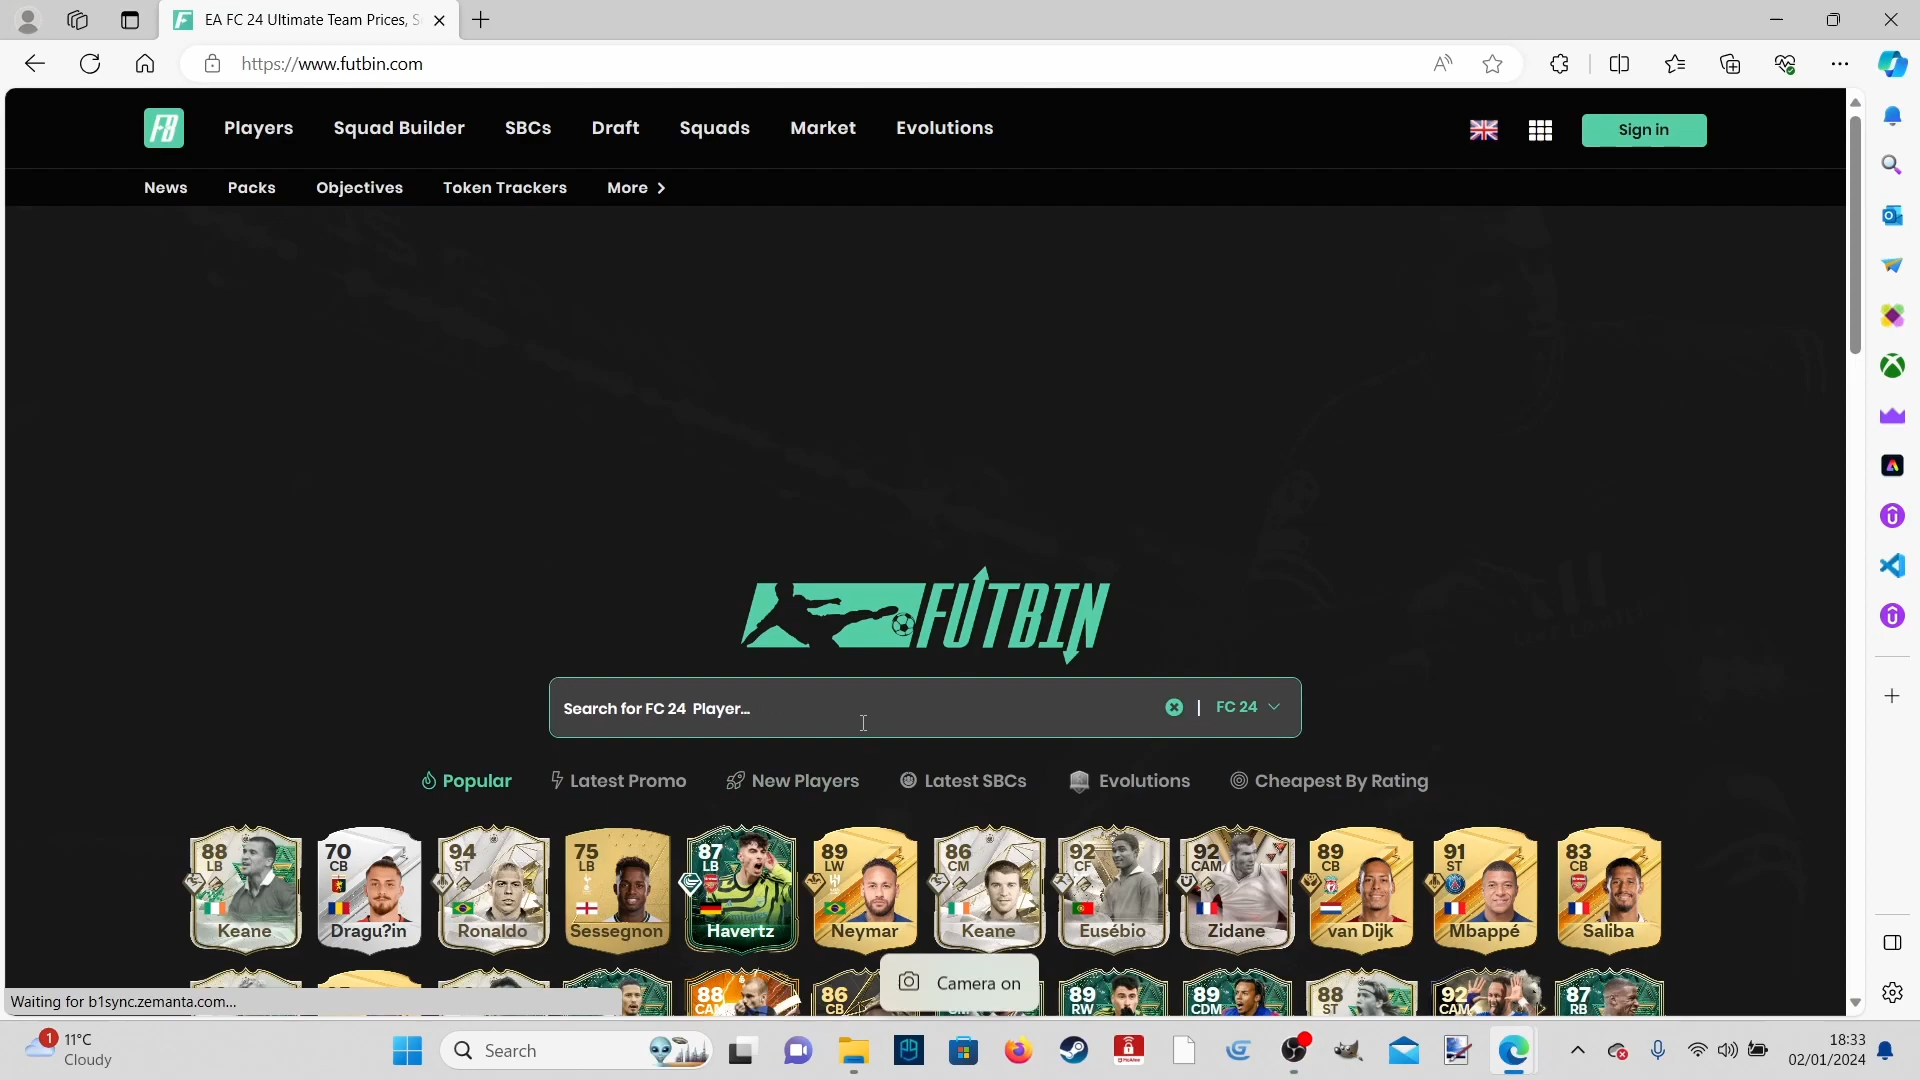 EA FC 24 Ultimate Team Prices, S
https://www.futbin.com
Players Squad Builder SBCs Draft Squads Market Evolutions Sign in
News Packs Objectives Token Trackers More
FUTBIN
Search for FC 24 Player... | FC 24
Popular Latest Promo New Players Latest SBCs Evolutions Cheapest By Rating
88 70 94 75 87 89 86 92 92 89 91 83
LB CB ST LB LB LW CM CF CAM CB ST CB
Keane Dragu?in Ronaldo Sessegnon Havertz Neymar Keane Eusébio Zidane van Dijk Mbappé Saliba
Camera on
88 86 89 89 88 92 87
CAM CB RW CDM ST CAM RB
Waiting for b1sync.zemanta.com...
1 11°C
Cloudy
Search
18:33
02/01/2024